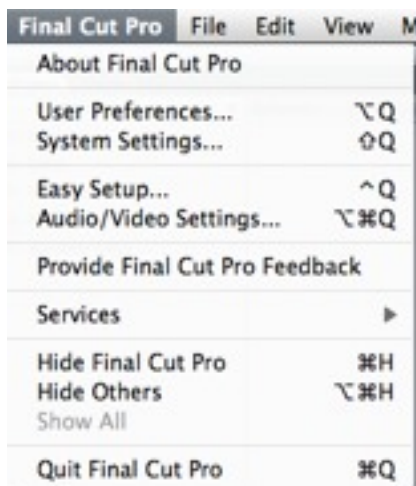 Final Cut Pro File Edit View
About Final Cut Pro
User Preferences... ⌥Q
System Settings... ⇧Q
Easy Setup... ^Q
Audio/Video Settings... ⌥⌘Q
Provide Final Cut Pro Feedback
Services ▶
Hide Final Cut Pro ⌘H
Hide Others ⌥⌘H
Show All
Quit Final Cut Pro ⌘Q